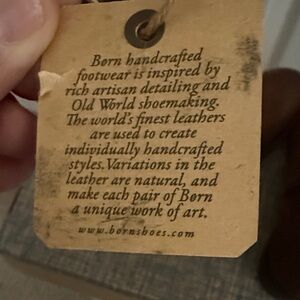 Børn handcrafted
footwear is inspired by
rich artisan detailing and
Old World shoemaking.
The world's finest leathers
are used to create
individually handcrafted
styles. Variations in the
leather are natural, and
make each pair of Børn
a unique work of art.
www.bornshoes.com